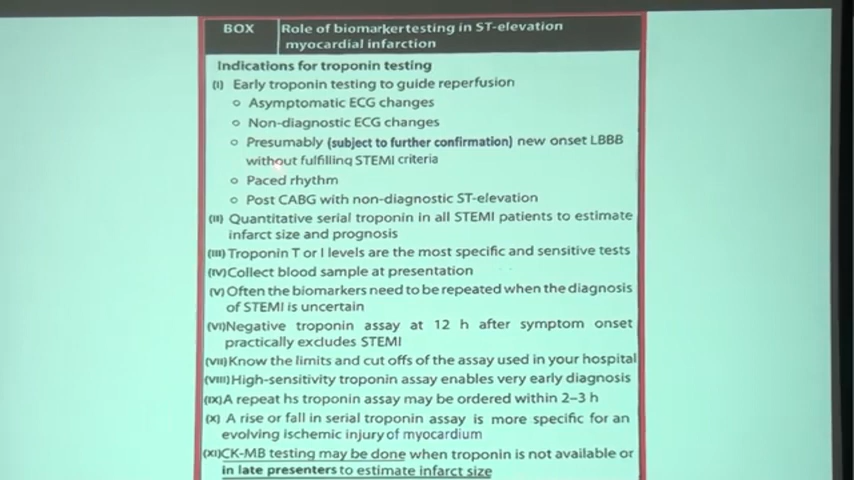 BOX Role of biomarker testing in ST-elevation
myocardial infarction
Indications for troponin testing
(I) Early troponin testing to guide reperfusion
o Asymptomatic ECG changes
o Non-diagnostic ECG changes
o Presumably (subject to further confirmation) new onset LBBB
without fulfilling STEMI criteria
o Paced rhythm
o Post CABG with non-diagnostic ST-elevation
(II) Quantitative serial troponin in all STEMI patients to estimate
infarct size and prognosis
(III) Troponin T or I levels are the most specific and sensitive tests
(IV) Collect blood sample at presentation
(V) Often the biomarkers need to be repeated when the diagnosis
of STEMI is uncertain
(VI) Negative troponin assay at 12 h after symptom onset
practically excludes STEMI
(VII) Know the limits and cut offs of the assay used in your hospital
(VIII) High-sensitivity troponin assay enables very early diagnosis
(IX) A repeat hs troponin assay may be ordered within 2–3 h
(X) A rise or fall in serial troponin assay is more specific for an
evolving ischemic injury of myocardium
(XI) CK-MB testing may be done when troponin is not available or
in late presenters to estimate infarct size